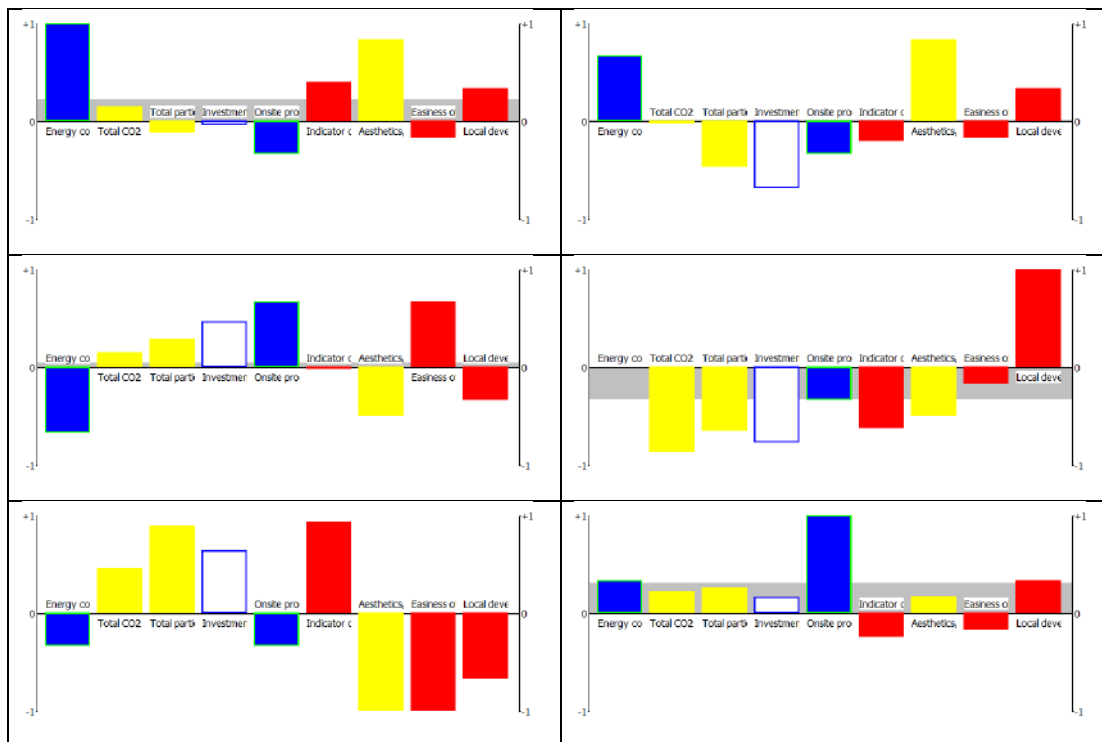 +1 +1
Total partic Investmer Onsite pro Easiness o
0 0
Energy co Total CO2 Indicator c Aesthetics, Local deve
-1 -1
+1 +1
Total CO2 Total partic Investmer Onsite pro Indicator c Easiness o
0 0
Energy co Aesthetics, Local deve
-1 -1
+1 +1
Energy co Indicator c Aesthetics, Local deve
0 0
Total CO2 Total partic Investmer Onsite pro Easiness o
-1 -1
+1 +1
Energy co Total CO2 Total partic Investmer Onsite pro Indicator c Aesthetics, Easiness o
0 0
Local deve
-1 -1
+1 +1
Energy co Onsite pro Aesthetics, Easiness o Local deve
0 0
Total CO2 Total partic Investmer Indicator c
-1 -1
+1 +1
Indicator c Easiness o
0 0
Energy co Total CO2 Total partic Investmer Onsite pro Aesthetics, Local deve
-1 -1